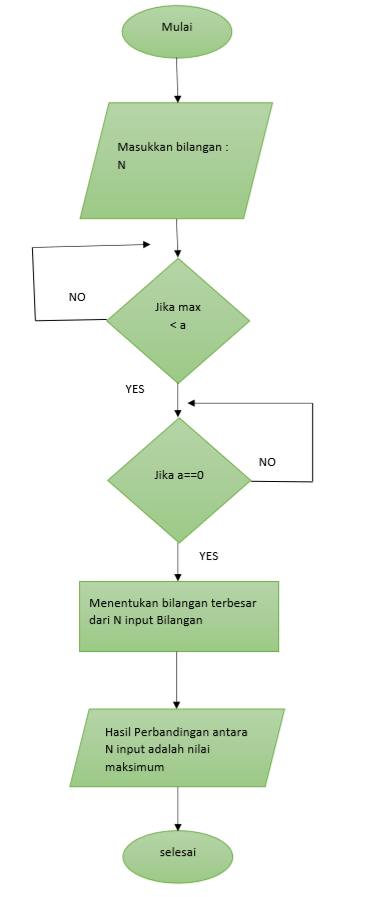 Mulai
Masukkan bilangan :
N
NO
Jika max
< a
YES
Jika a==0
NO
YES
Menentukan bilangan terbesar
dari N input Bilangan
Hasil Perbandingan antara
N input adalah nilai
maksimum
selesai